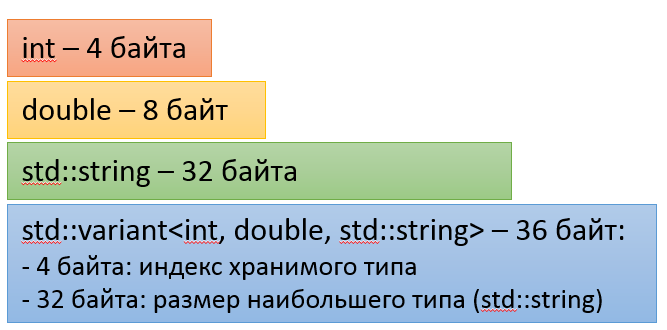 int – 4 байта
double – 8 байт
std::string – 32 байта
std::variant<int, double, std::string> – 36 байт:
- 4 байта: индекс хранимого типа
- 32 байта: размер наибольшего типа (std::string)